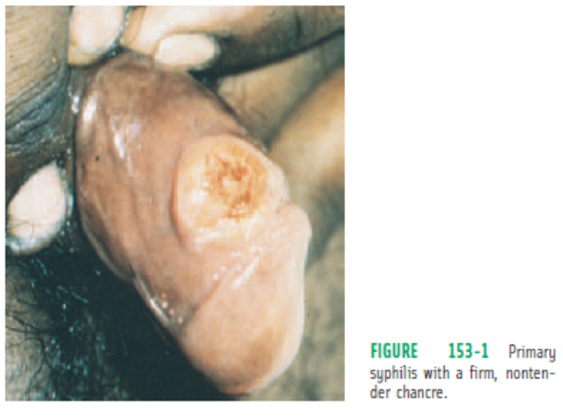 FIGURE 153-1 Primary
syphilis with a firm, nonten-
der chancre.